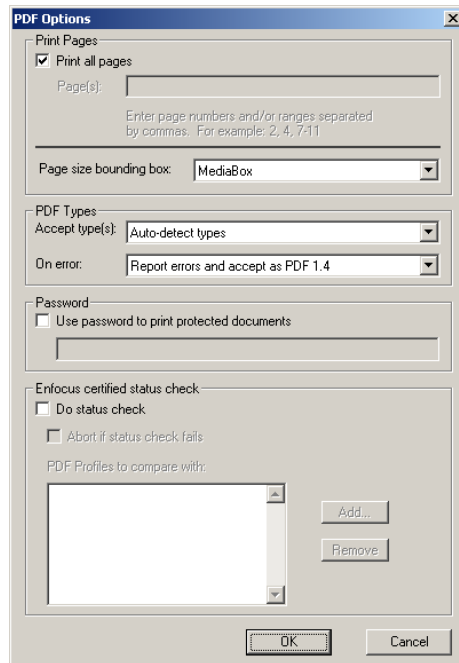 PDF Options
Print Pages
Print all pages
Page(s):
Enter page numbers and/or ranges separated
by commas. For example: 2, 4, 7-11
Page size bounding box: MediaBox
PDF Types
Accept type(s): Auto-detect types
On error: Report errors and accept as PDF 1.4
Password
Use password to print protected documents
Enfocus certified status check
Do status check
Abort if status check fails
PDF Profiles to compare with:
Add...
Remove
OK Cancel